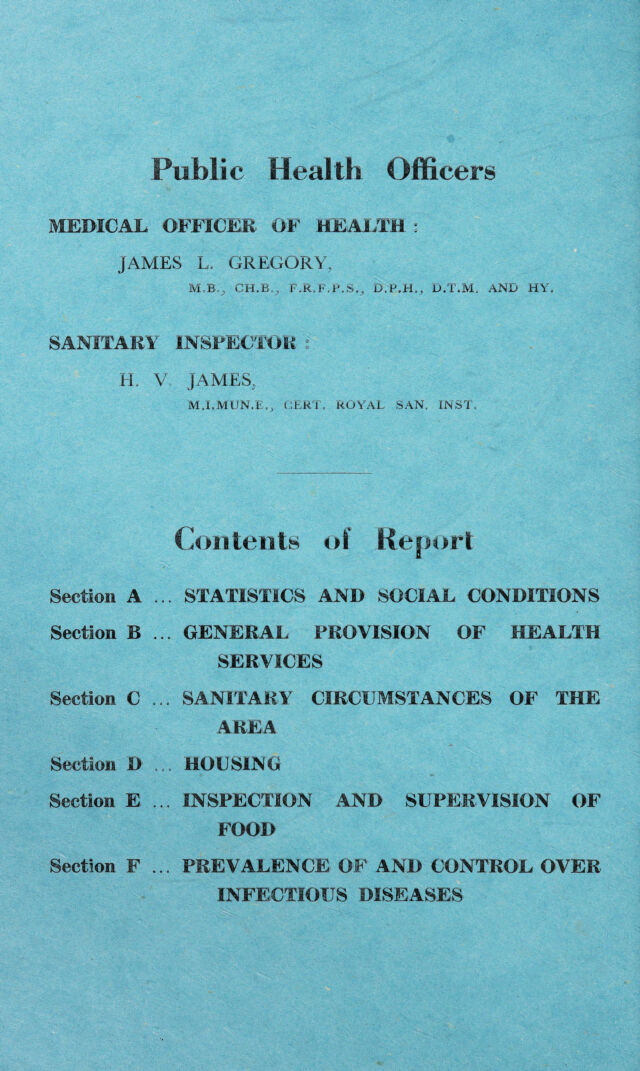 Public Health Officers
MEDICAL OFFICER OF HEALTH :
JAMES L. GREGORY,
M.B., CH.B., F.R.F.P.S., D.P.H., D.T.M. AND HY.
SANITARY INSPECTOR :
H. V. JAMES,
M.I.MUN.E., CERT. ROYAL SAN. INST.
Contents of Report
Section A ... STATISTICS AND SOCIAL CONDITIONS
Section B ... GENERAL PROVISION OF HEALTH
SERVICES
Section C ... SANITARY CIRCUMSTANCES OF THE
AREA
Section D ... HOUSING
Section E ... INSPECTION AND SUPERVISION OF
FOOD
Section F ... PREVALENCE OF AND CONTROL OVER
INFECTIOUS DISEASES